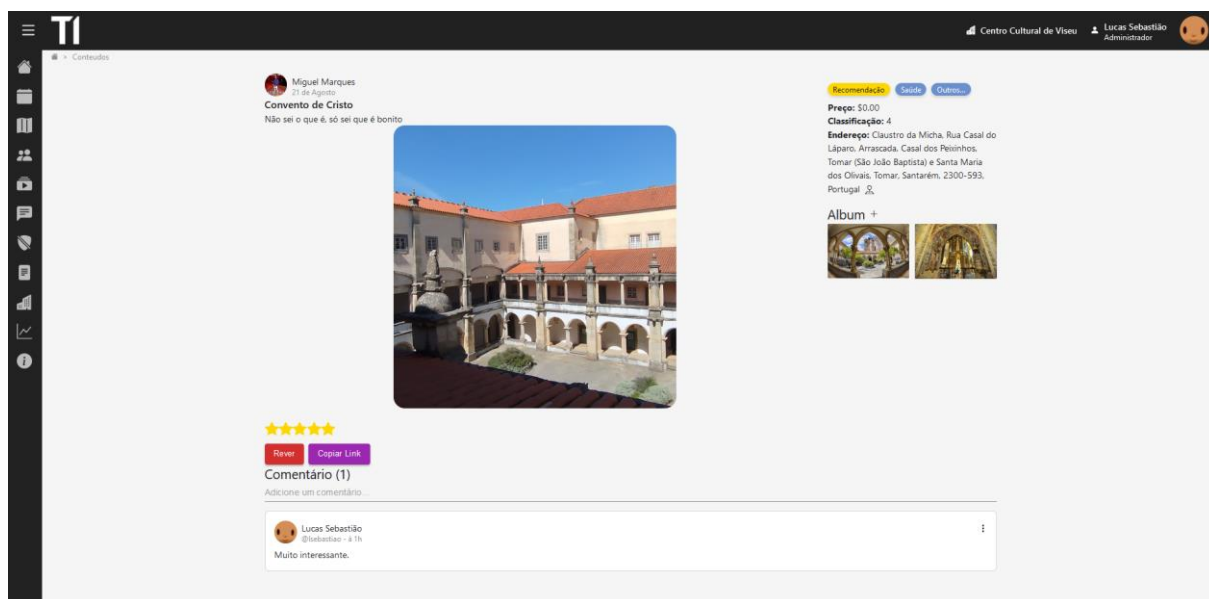 T1
Centro Cultural de Viseu
Lucas Sebastião
Administrador
> Conteudos
Miguel Marques
21 de Agosto
Convento de Cristo
Não sei o que é, só sei que é bonito
Rever
Copiar Link
Comentário (1)
Adicione um comentário...
Lucas Sebastião
@lsebastiao - à 1h
Muito interessante.
Recomendação
Saúde
Outros...
Preço: $0.00
Classificação: 4
Endereço: Claustro da Micha, Rua Casal do
Láparo, Arrascada, Casal dos Peixinhos,
Tomar (São João Baptista) e Santa Maria
dos Olivais, Tomar, Santarém, 2300-593,
Portugal
Album +